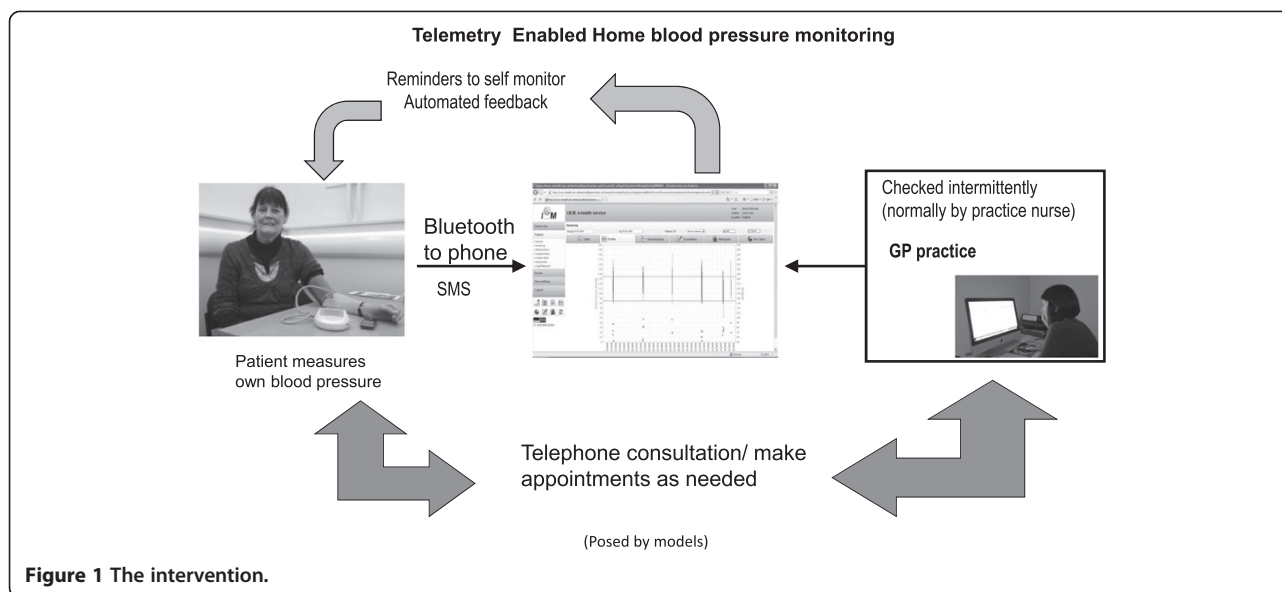 Telemetry Enabled Home blood pressure monitoring
Reminders to self monitor
Automated feedback
Bluetooth
to phone
SMS
Checked intermittently
(normally by practice nurse)
GP practice
Patient measures
own blood pressure
Telephone consultation/ make
appointments as needed
(Posed by models)
Figure 1 The intervention.